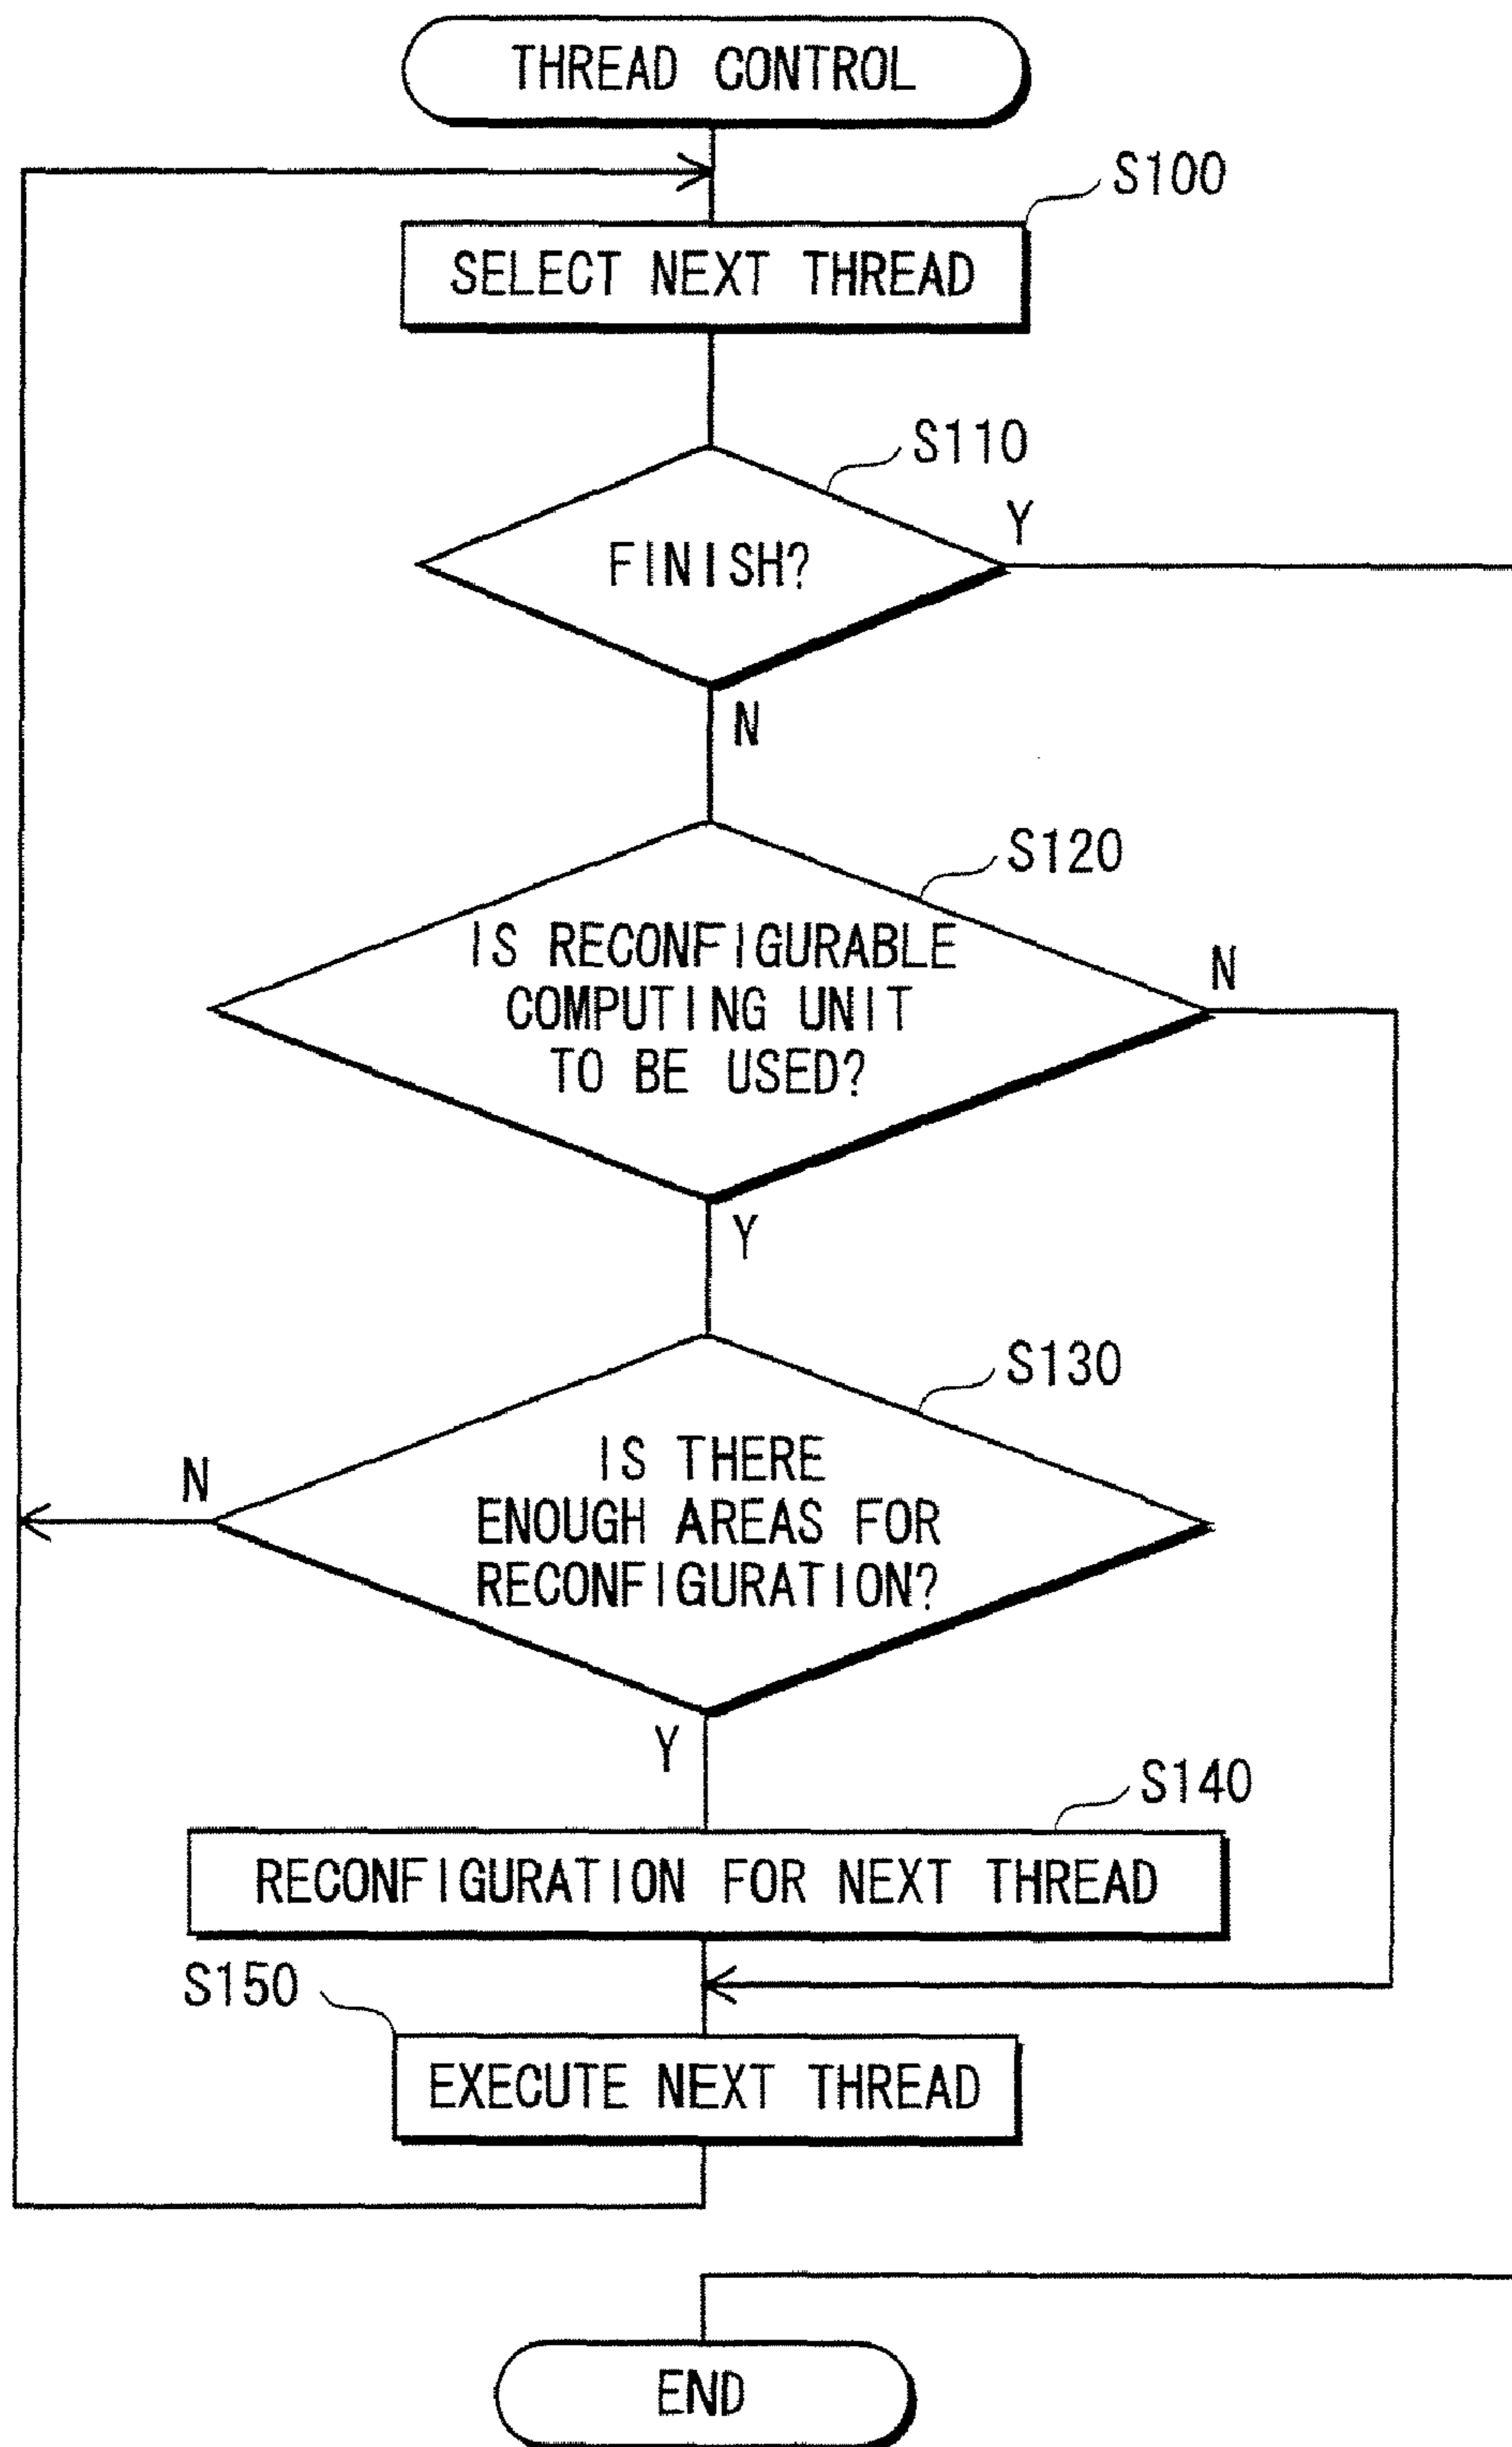 THREAD CONTROL
S100
SELECT NEXT THREAD
S110
FINISH?
Y
N
S120
IS RECONFIGURABLE
COMPUTING UNIT
TO BE USED?
N
Y
S130
IS THERE
ENOUGH AREAS FOR
RECONFIGURATION?
N
Y
S140
RECONFIGURATION FOR NEXT THREAD
S150
EXECUTE NEXT THREAD
END